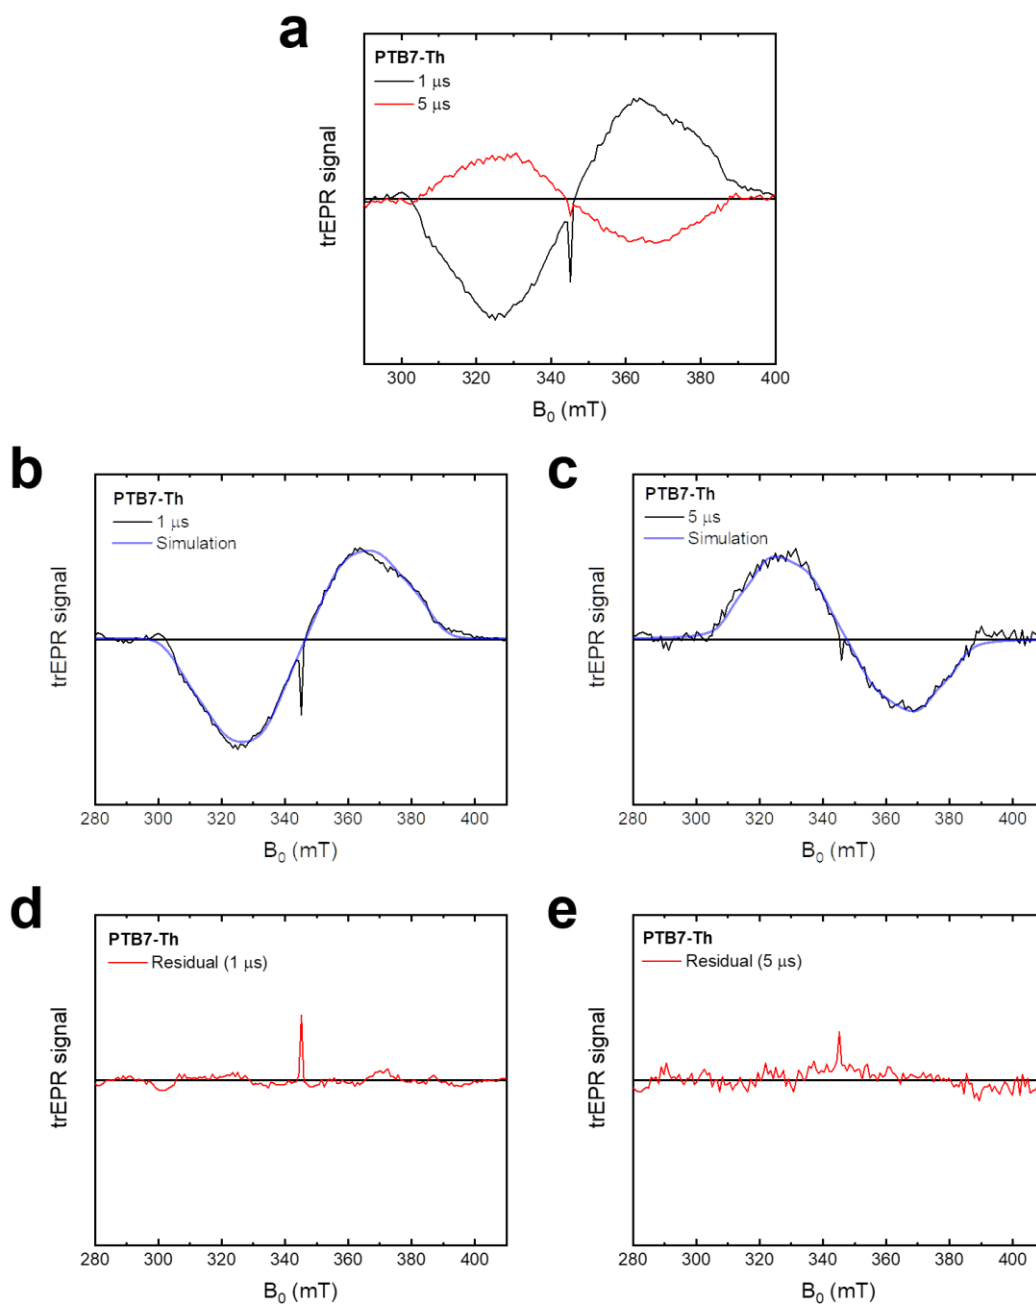 a
PTB7-Th
1 μs
5 μs
trEPR signal
300 320 340 360 380 400
B₀ (mT)
b
PTB7-Th
1 μs
Simulation
trEPR signal
280 300 320 340 360 380 400
B₀ (mT)
c
PTB7-Th
5 μs
Simulation
trEPR signal
280 300 320 340 360 380 400
B₀ (mT)
d
PTB7-Th
Residual (1 μs)
trEPR signal
280 300 320 340 360 380 400
B₀ (mT)
e
PTB7-Th
Residual (5 μs)
trEPR signal
280 300 320 340 360 380 400
B₀ (mT)